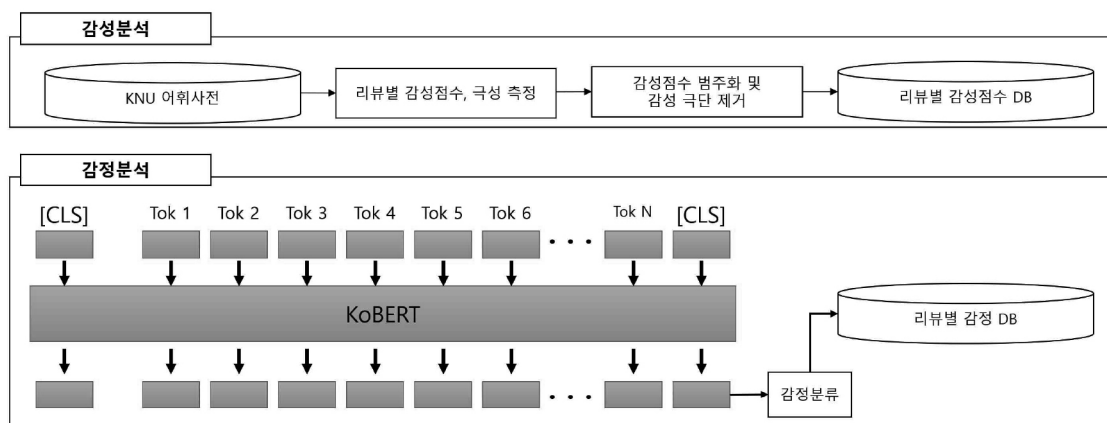 감성분석
KNU 어휘사전
리뷰별 감성점수, 극성 측정
감성점수 범주화 및
감성 극단 제거
리뷰별 감성점수 DB
감정분석
[CLS] Tok 1 Tok 2 Tok 3 Tok 4 Tok 5 Tok 6 • • • Tok N [CLS]
KoBERT
리뷰별 감정 DB
• • •
감정분류